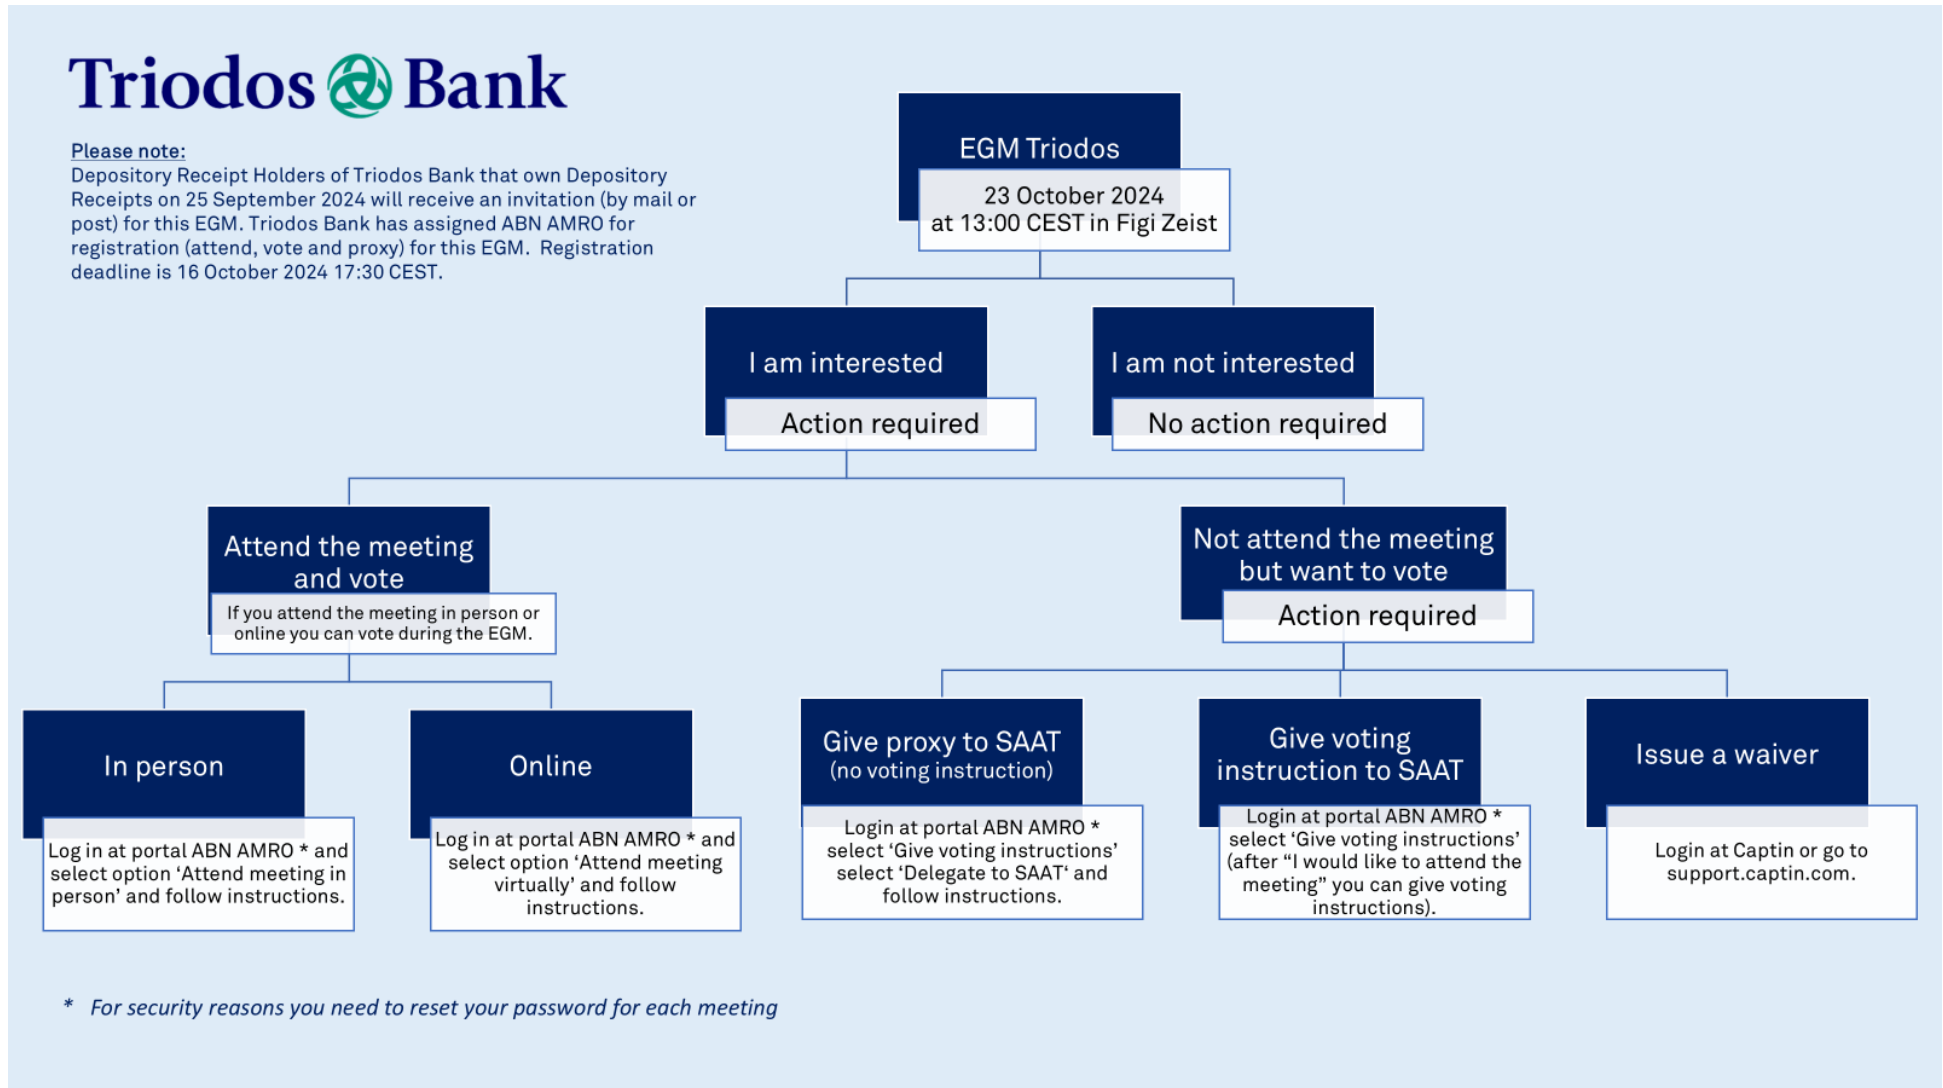 Triodos Bank
Please note:
Depository Receipt Holders of Triodos Bank that own Depository
Receipts on 25 September 2024 will receive an invitation (by mail or
post) for this EGM. Triodos Bank has assigned ABN AMRO for
registration (attend, vote and proxy) for this EGM.  Registration
deadline is 16 October 2024 17:30 CEST.
EGM Triodos
23 October 2024
at 13:00 CEST in Figi Zeist
I am interested
Action required
I am not interested
No action required
Attend the meeting
and vote
If you attend the meeting in person or
online you can vote during the EGM.
Not attend the meeting
but want to vote
Action required
In person
Log in at portal ABN AMRO * and
select option ‘Attend meeting in
person’ and follow instructions.
Online
Log in at portal ABN AMRO * and
select option ‘Attend meeting
virtually’ and follow
instructions.
Give proxy to SAAT
(no voting instruction)
Login at portal ABN AMRO *
select ‘Give voting instructions’
select ‘Delegate to SAAT‘ and
follow instructions.
Give voting
instruction to SAAT
Login at portal ABN AMRO *
select ‘Give voting instructions’
(after “I would like to attend the
meeting” you can give voting
instructions).
Issue a waiver
Login at Captin or go to
support.captin.com.
* For security reasons you need to reset your password for each meeting